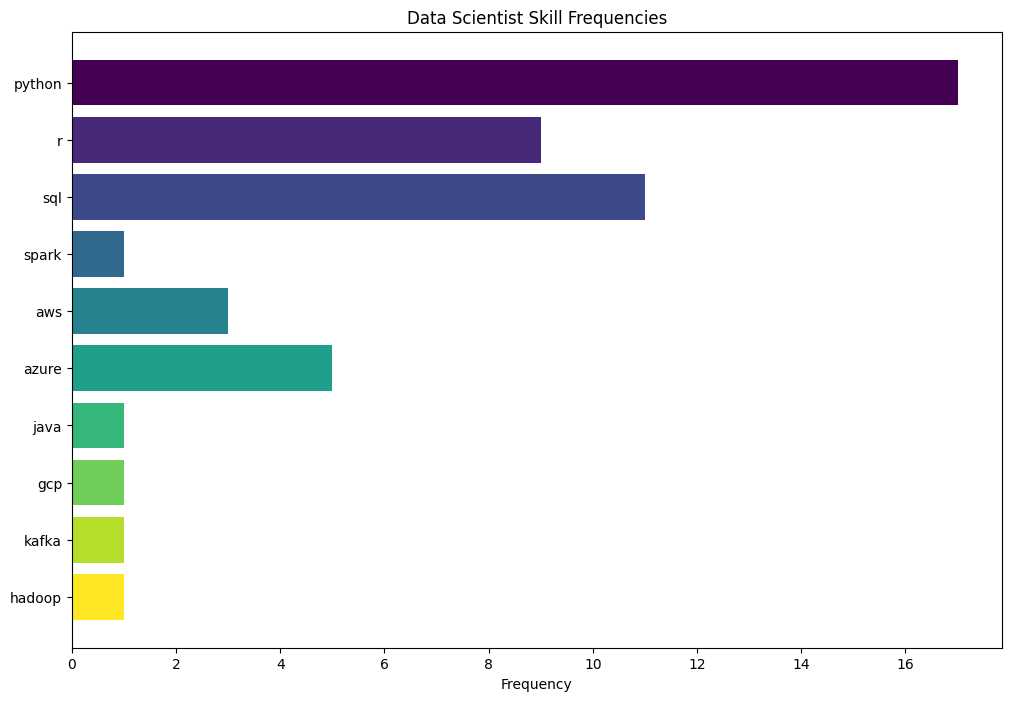 Data Scientist Skill Frequencies
python
r
sql
spark
aws
azure
java
gcp
kafka
hadoop
0 2 4 6 8 10 12 14 16
Frequency